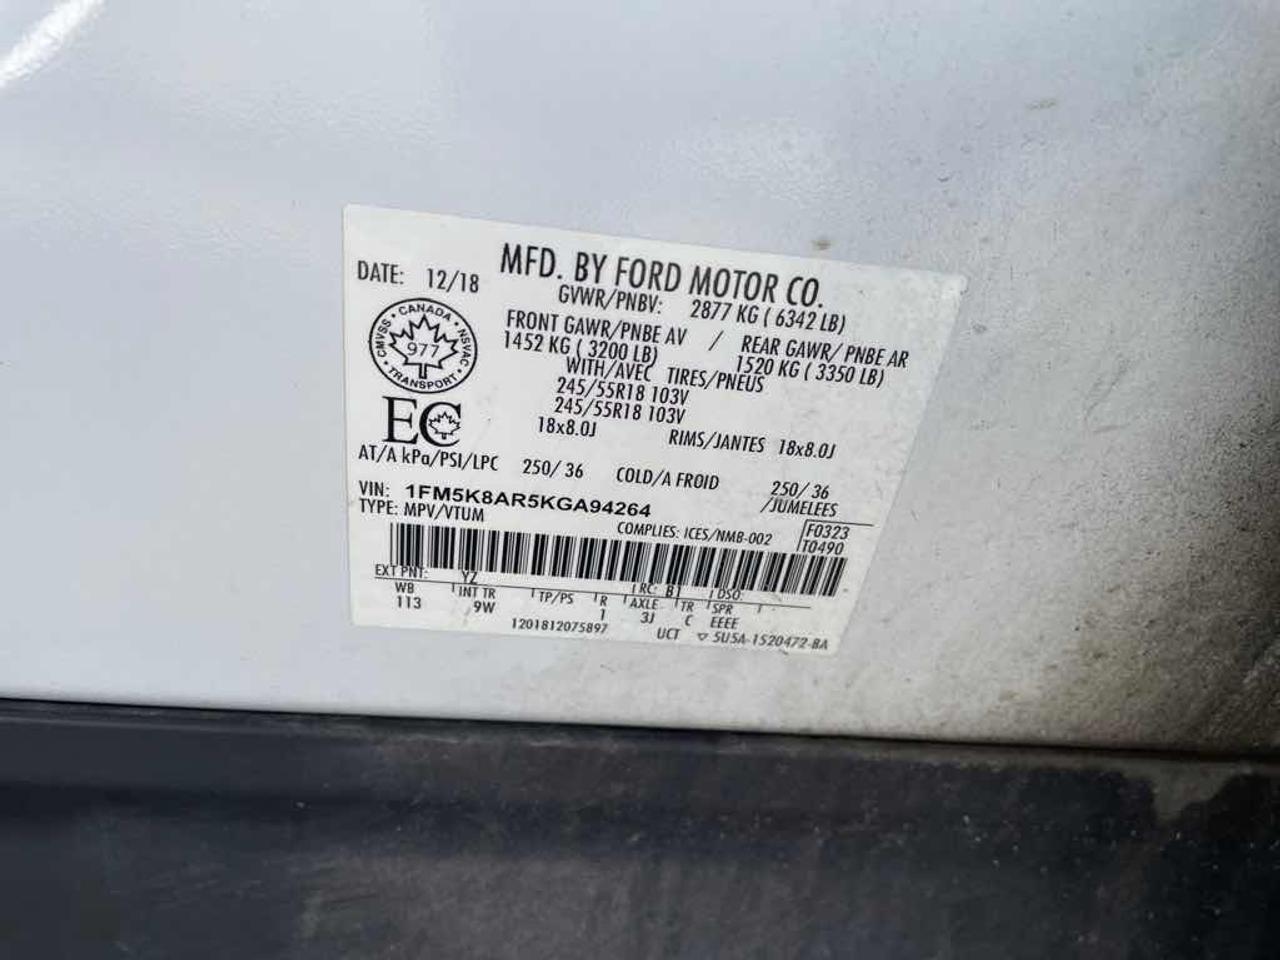 MFD. BY FORD MOTOR CO.
DATE: 12/18
GVWR/PNBV: 2877 KG ( 6342 LB)
FRONT GAWR/PNBE AV / REAR GAWR/ PNBE AR
1452 KG ( 3200 LB) 1520 KG ( 3350 LB)
WITH/AVEC TIRES/PNEUS
245/55R18 103V
245/55R18 103V
18x8.0J RIMS/JANTES 18x8.0J
CMVSS • CANADA • NSVAC • TRANSPORT •
977
EC
AT/A kPa/PSI/LPC 250/ 36 COLD/A FROID 250/ 36
/JUMELEES
VIN: 1FM5K8AR5KGA94264
TYPE: MPV/VTUM
COMPLIES: ICES/NMB-002
F0323
T0490
EXT PNT: YZ RC: B1 DSO:
WB INT TR TP/PS R AXLE TR SPR
113 9W 1 3J C EEEE
1201812075897 UCT ▽ 5U5A-1520472-BA